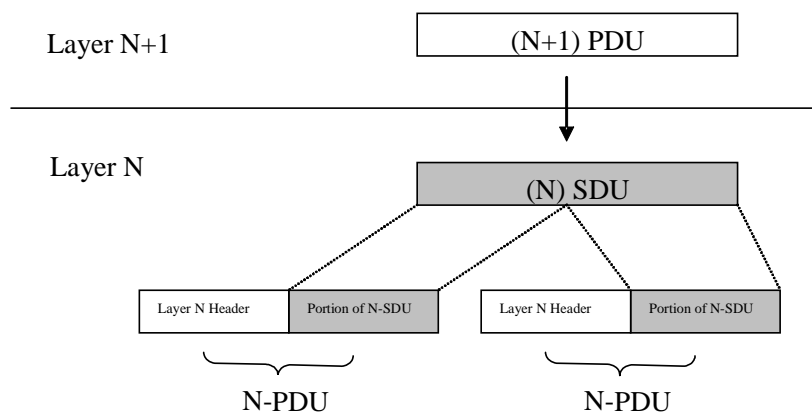 Layer N+1
(N+1) PDU
Layer N
(N) SDU
Layer N Header
Portion of N-SDU
Layer N Header
Portion of N-SDU
N-PDU
N-PDU